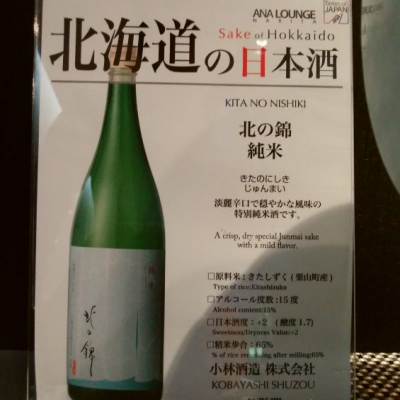 ANA LOUNGE
NARITA
Tastes of
JAPAN
Sake of Hokkaido
北海道の日本酒
KITA NO NISHIKI
北の錦
純米
きたのにしき
じゅんまい
淡麗辛口で穏やかな風味の
特別純米酒です。
A crisp, dry special Junmai sake
with a mild flavor.
□原料米:きたしずく(栗山町産)
Type of rice:Kitashizuku
□アルコール度数:15度
Alcohol content:15%
□日本酒度:+2 (酸度 1.7)
Sweetness/Dryness Value:+2
□精米歩合:65%
% of rice remaining after milling:65%
小林酒造 株式会社
KOBAYASHI SHUZOU
北の錦